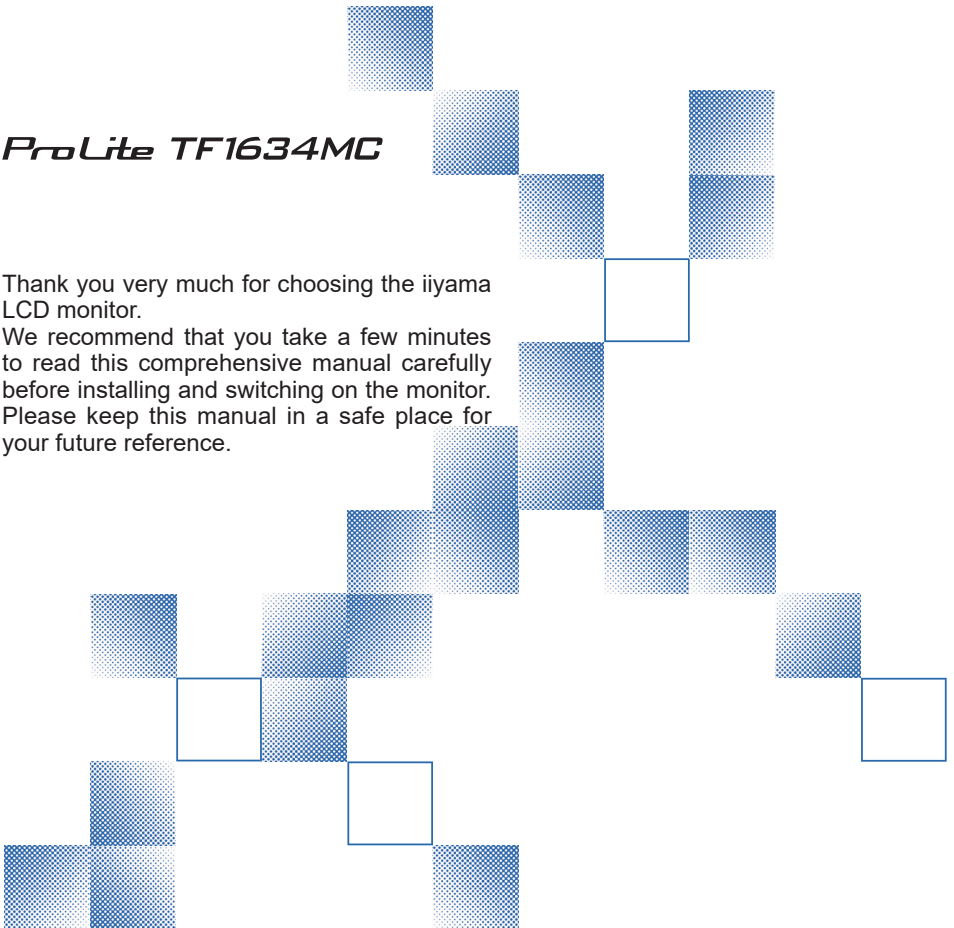 ProLite TF1634MC
Thank you very much for choosing the iiyama
LCD monitor.
We recommend that you take a few minutes
to read this comprehensive manual carefully
before installing and switching on the monitor.
Please keep this manual in a safe place for
your future reference.